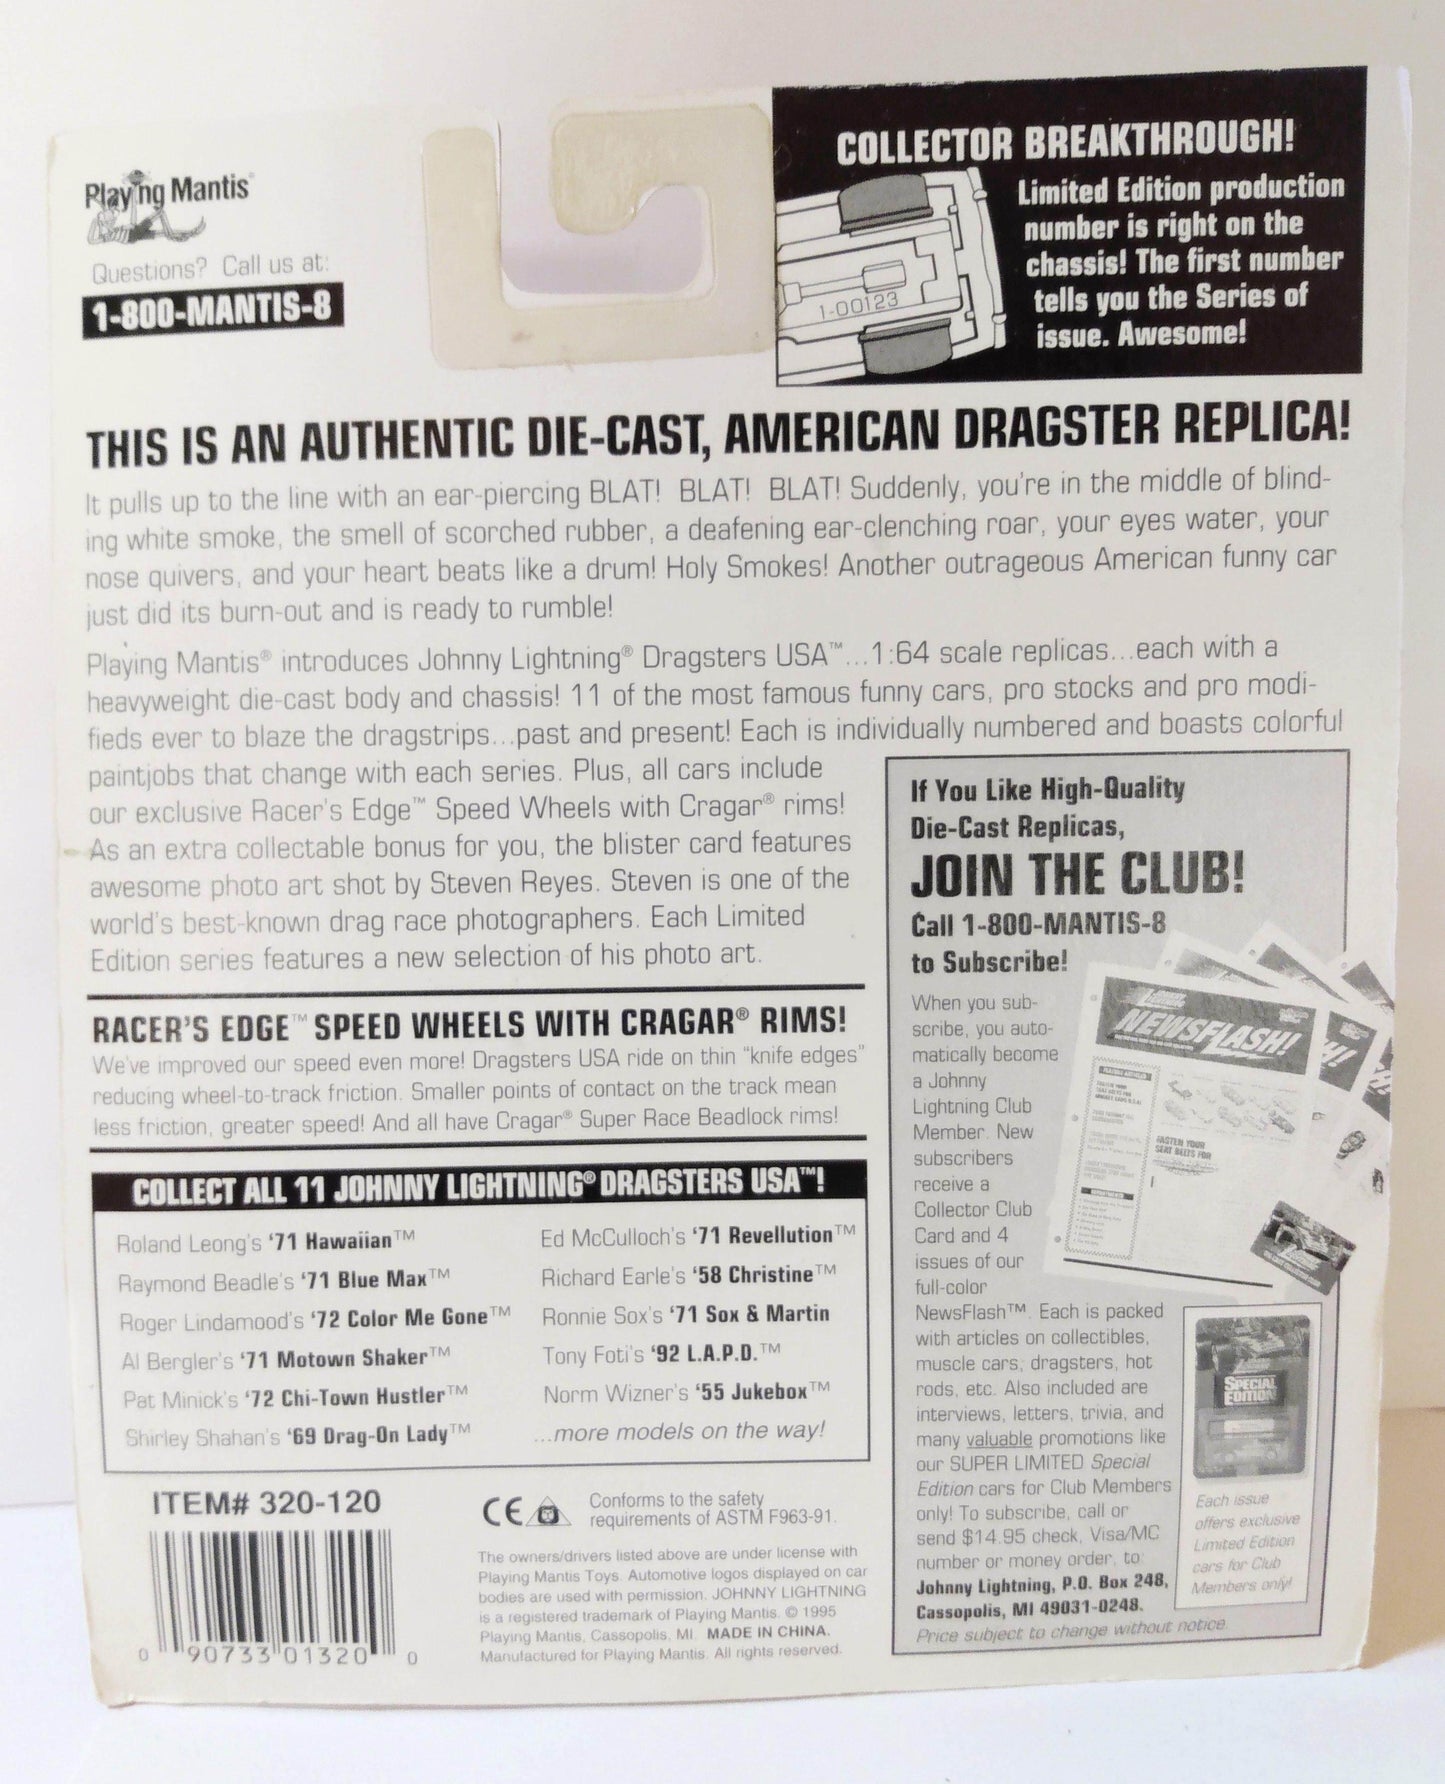 Playing Mantis®
Questions? Call us at:
1-800-MANTIS-8
COLLECTOR BREAKTHROUGH!
Limited Edition production
number is right on the
chassis! The first number
tells you the Series of
issue. Awesome!
1-00123
THIS IS AN AUTHENTIC DIE-CAST, AMERICAN DRAGSTER REPLICA!
It pulls up to the line with an ear-piercing BLAT! BLAT! BLAT! Suddenly, you're in the middle of blind-
ing white smoke, the smell of scorched rubber, a deafening ear-clenching roar, your eyes water, your
nose quivers, and your heart beats like a drum! Holy Smokes! Another outrageous American funny car
just did its burn-out and is ready to rumble!
Playing Mantis® introduces Johnny Lightning® Dragsters USA™...1:64 scale replicas...each with a
heavyweight die-cast body and chassis! 11 of the most famous funny cars, pro stocks and pro modi-
fieds ever to blaze the dragstrips...past and present! Each is individually numbered and boasts colorful
paintjobs that change with each series. Plus, all cars include
our exclusive Racer's Edge™ Speed Wheels with Cragar® rims!
As an extra collectable bonus for you, the blister card features
awesome photo art shot by Steven Reyes. Steven is one of the
world's best-known drag race photographers. Each Limited
Edition series features a new selection of his photo art.
RACER'S EDGE™ SPEED WHEELS WITH CRAGAR® RIMS!
We've improved our speed even more! Dragsters USA ride on thin "knife edges"
reducing wheel-to-track friction. Smaller points of contact on the track mean
less friction, greater speed! And all have Cragar® Super Race Beadlock rims!
COLLECT ALL 11 JOHNNY LIGHTNING® DRAGSTERS USA™!
Roland Leong's '71 Hawaiian™
Raymond Beadle's '71 Blue Max™
Roger Lindamood's '72 Color Me Gone™
Al Bergler's '71 Motown Shaker™
Pat Minick's '72 Chi-Town Hustler™
Shirley Shahan's '69 Drag-On Lady™
Ed McCulloch's '71 Revellution™
Richard Earle's '58 Christine™
Ronnie Sox's '71 Sox & Martin
Tony Foti's '92 L.A.P.D.™
Norm Wizner's '55 Jukebox™
...more models on the way!
ITEM# 320-120
0 90733 01320 0
CE
Conforms to the safety
requirements of ASTM F963-91.
The owners/drivers listed above are under license with
Playing Mantis Toys. Automotive logos displayed on car
bodies are used with permission. JOHNNY LIGHTNING
is a registered trademark of Playing Mantis. © 1995
Playing Mantis, Cassopolis, MI. MADE IN CHINA.
Manufactured for Playing Mantis. All rights reserved.
If You Like High-Quality
Die-Cast Replicas,
JOIN THE CLUB!
Call 1-800-MANTIS-8
to Subscribe!
When you sub-
scribe, you auto-
matically become
a Johnny
Lightning Club
Member. New
subscribers
receive a
Collector Club
Card and 4
issues of our
full-color
NewsFlash™. Each is packed
with articles on collectibles,
muscle cars, dragsters, hot
rods, etc. Also included are
interviews, letters, trivia, and
many valuable promotions like
our SUPER LIMITED Special
Edition cars for Club Members
only! To subscribe, call or
send $14.95 check, Visa/MC
number or money order, to:
Johnny Lightning, P.O. Box 248,
Cassopolis, MI 49031-0248.
Price subject to change without notice.
NEWSFLASH!
H!
FASTEN YOUR
SEAT BELTS FOR
SPECIAL
EDITION
Each issue
offers exclusive
Limited Edition
cars for Club
Members only!